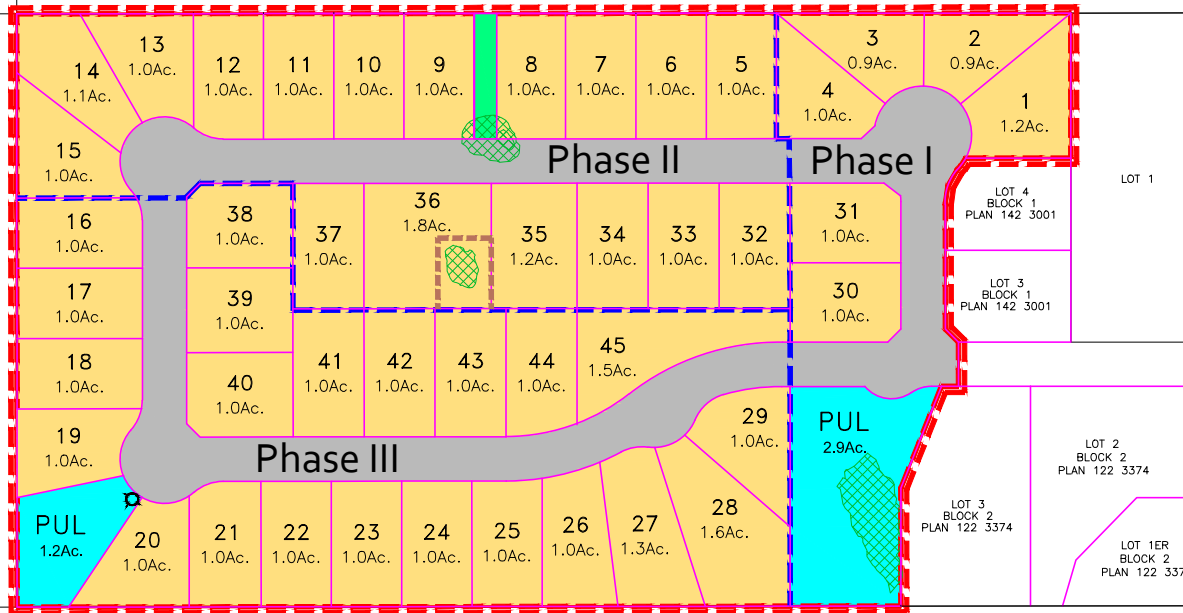 13
1.0Ac.
14
1.1Ac.
12
1.0Ac.
11
1.0Ac.
10
1.0Ac.
9
1.0Ac.
8
1.0Ac.
7
1.0Ac.
6
1.0Ac.
5
1.0Ac.
4
1.0Ac.
3
0.9Ac.
2
0.9Ac.
1
1.2Ac.
15
1.0Ac.
Phase II
Phase I
LOT 1
LOT 4
BLOCK 1
PLAN 142 3001
16
1.0Ac.
38
1.0Ac.
37
1.0Ac.
36
1.8Ac.
35
1.2Ac.
34
1.0Ac.
33
1.0Ac.
32
1.0Ac.
31
1.0Ac.
LOT 3
BLOCK 1
PLAN 142 3001
17
1.0Ac.
39
1.0Ac.
30
1.0Ac.
18
1.0Ac.
40
1.0Ac.
41
1.0Ac.
42
1.0Ac.
43
1.0Ac.
44
1.0Ac.
45
1.5Ac.
19
1.0Ac.
Phase III
29
1.0Ac.
PUL
2.9Ac.
LOT 2
BLOCK 2
PLAN 122 3374
PUL
1.2Ac.
20
1.0Ac.
21
1.0Ac.
22
1.0Ac.
23
1.0Ac.
24
1.0Ac.
25
1.0Ac.
26
1.0Ac.
27
1.3Ac.
28
1.6Ac.
LOT 3
BLOCK 2
PLAN 122 3374
LOT 1ER
BLOCK 2
PLAN 122 337